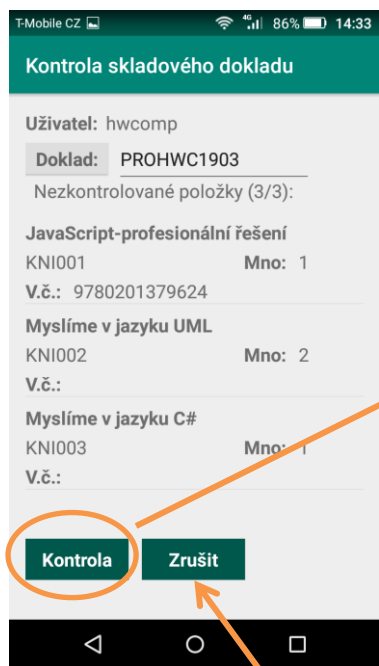 T-Mobile CZ 4G 86% 14:33
Kontrola skladového dokladu
Uživatel: hwcomp
Doklad: PROHWC1903
Nezkontrolované položky (3/3):
JavaScript-profesionální řešení
KNI001 Mno: 1
V.č.: 9780201379624
Myslíme v jazyku UML
KNI002 Mno: 2
V.č.:
Myslíme v jazyku C#
KNI003 Mno: 1
V.č.:
Kontrola Zrušit